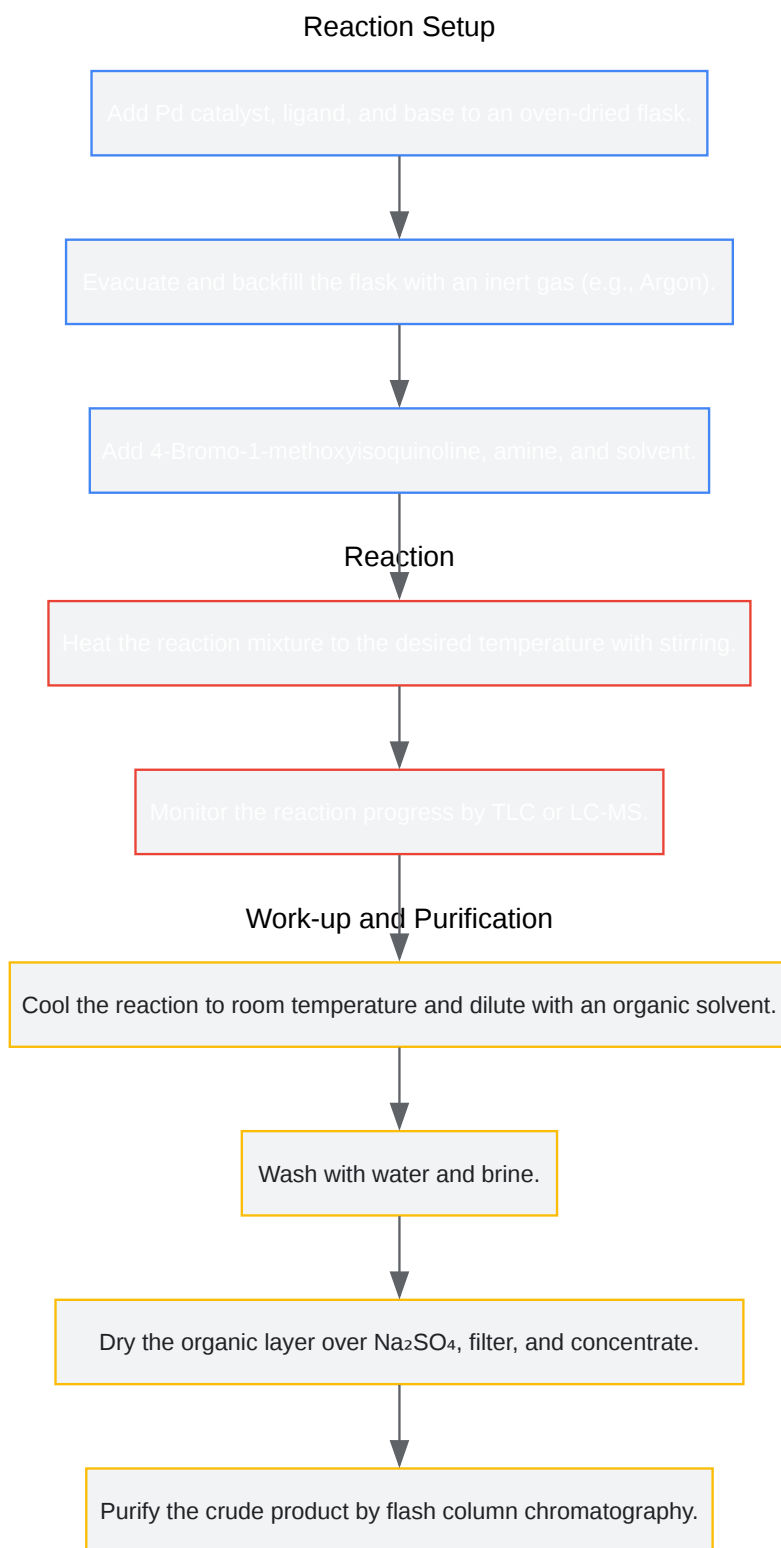 Reaction Setup
Add Pd catalyst, ligand, and base to an oven-dried flask.
Evacuate and backfill the flask with an inert gas (e.g., Argon).
Add 4-Bromo-1-methoxyisoquinoline, amine, and solvent.
Reaction
Heat the reaction mixture to the desired temperature with stirring.
Monitor the reaction progress by TLC or LC-MS.
Work-up and Purification
Cool the reaction to room temperature and dilute with an organic solvent.
Wash with water and brine.
Dry the organic layer over Na₂SO₄, filter, and concentrate.
Purify the crude product by flash column chromatography.